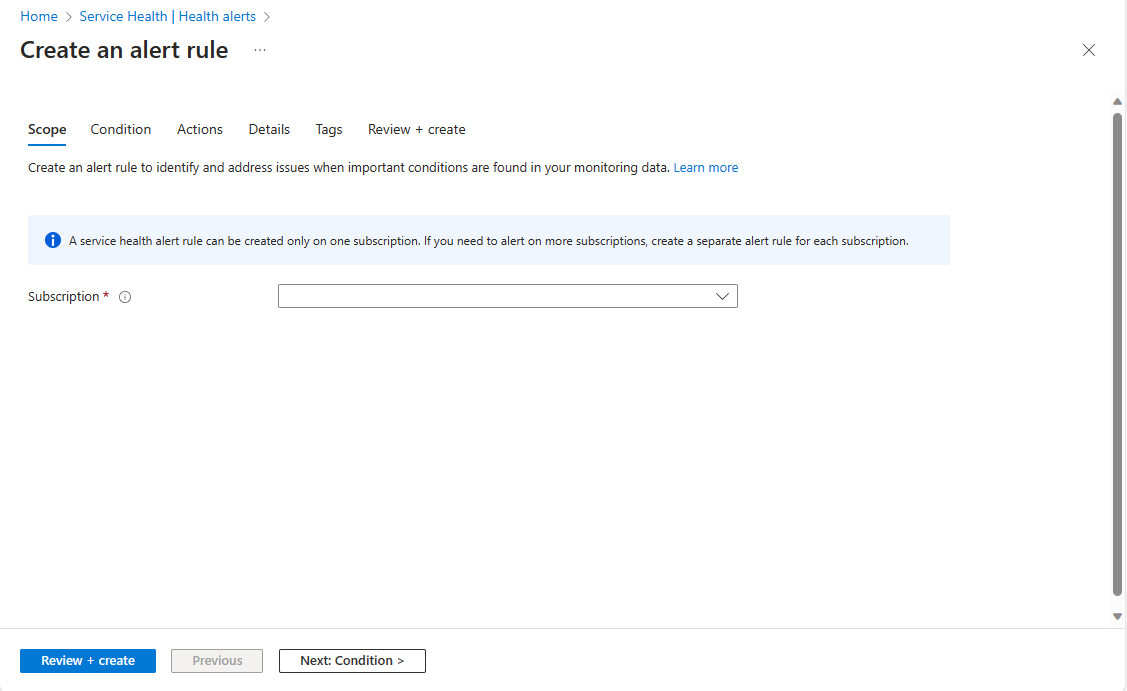 Home > Service Health | Health alerts >
Create an alert rule ...
Scope Condition Actions Details Tags Review + create
Create an alert rule to identify and address issues when important conditions are found in your monitoring data. Learn more
A service health alert rule can be created only on one subscription. If you need to alert on more subscriptions, create a separate alert rule for each subscription.
Subscription *
Review + create Previous Next: Condition >